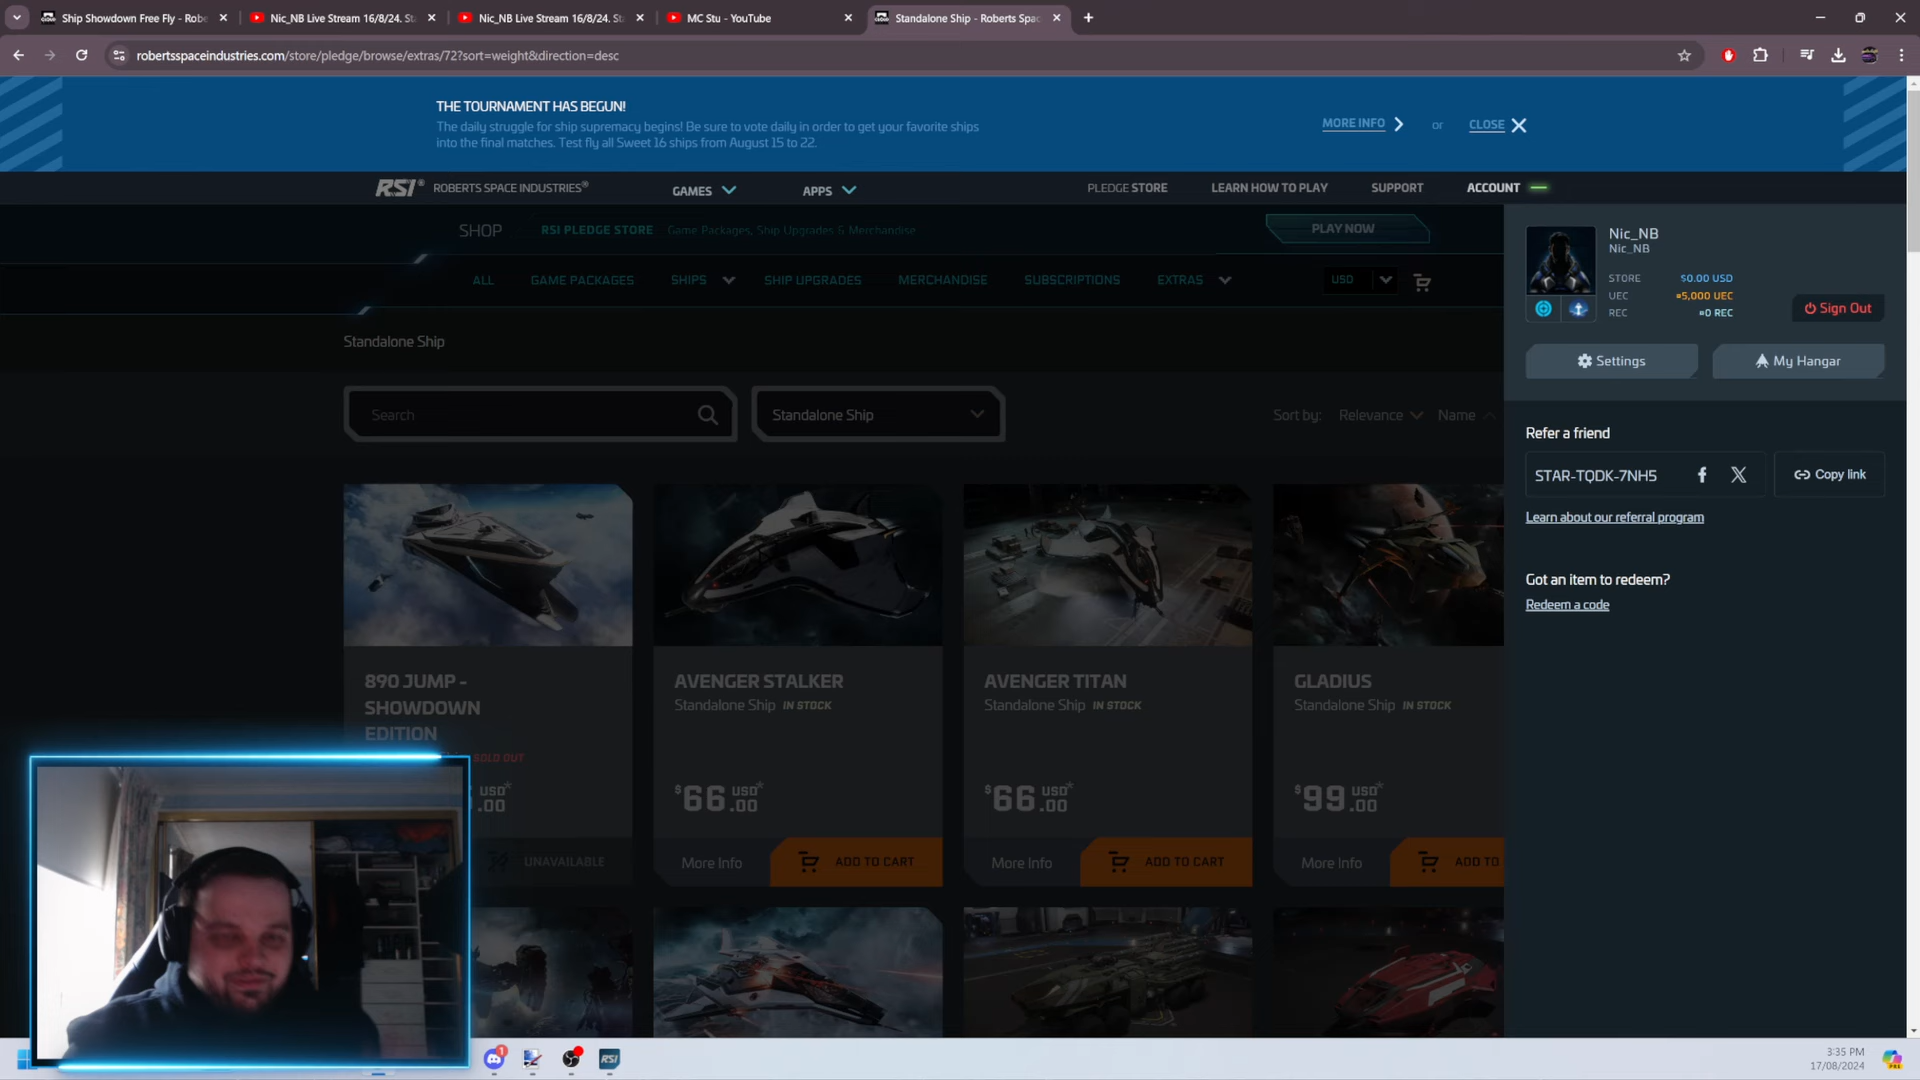 Ship Showdown Free Fly - Robe
Nic_NB Live Stream 16/8/24. Sta
Nic_NB Live Stream 16/8/24. Sta
MC Stu - YouTube
Standalone Ship - Roberts Spac
robertsspaceindustries.com/store/pledge/browse/extras/72?sort=weight&direction=desc
THE TOURNAMENT HAS BEGUN!
The daily struggle for ship supremacy begins! Be sure to vote daily in order to get your favorite ships
into the final matches. Test fly all Sweet 16 ships from August 15 to 22.
MORE INFO
or
CLOSE
RSI ROBERTS SPACE INDUSTRIES®
GAMES
APPS
PLEDGE STORE
LEARN HOW TO PLAY
SUPPORT
ACCOUNT
SHOP
RSI PLEDGE STORE
Game Packages, Ship Upgrades & Merchandise
PLAY NOW
ALL
GAME PACKAGES
SHIPS
SHIP UPGRADES
MERCHANDISE
SUBSCRIPTIONS
EXTRAS
USD
Nic_NB
Nic_NB
STORE $0.00 USD
UEC ¤5,000 UEC
REC ¤0 REC
Sign Out
Settings
My Hangar
Standalone Ship
Search
Standalone Ship
Sort by: Relevance Name
Refer a friend
STAR-TQDK-7NH5
Copy link
Learn about our referral program
Got an item to redeem?
Redeem a code
890 JUMP -
SHOWDOWN
EDITION
SOLD OUT
USD*
.00
UNAVAILABLE
AVENGER STALKER
Standalone Ship IN STOCK
$66.00 USD*
More Info
ADD TO CART
AVENGER TITAN
Standalone Ship IN STOCK
$66.00 USD*
More Info
ADD TO CART
GLADIUS
Standalone Ship IN STOCK
$99.00 USD*
More Info
ADD TO
1
RSI
3:35 PM
17/08/2024
PRE